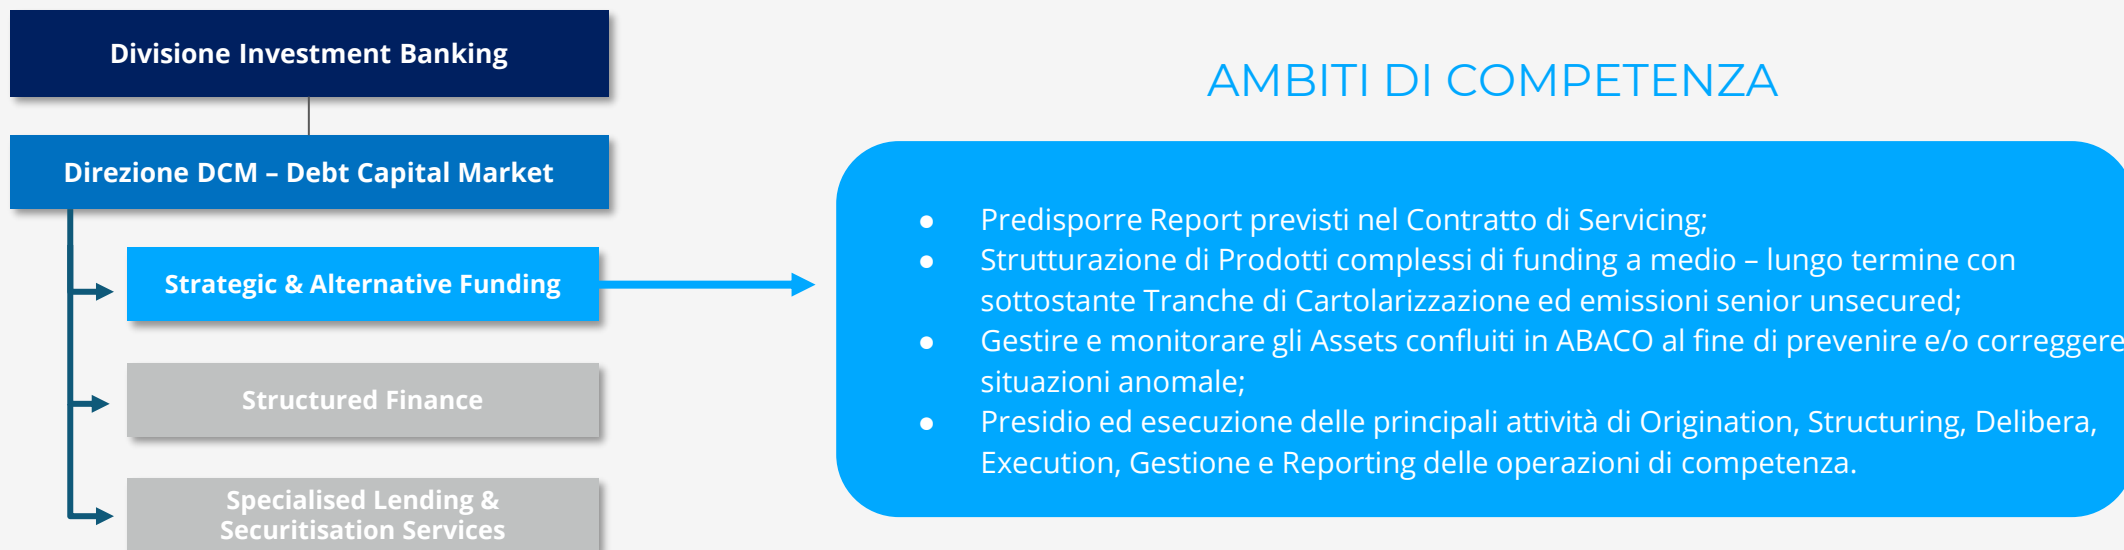 Divisione Investment Banking
Direzione DCM – Debt Capital Market
Strategic & Alternative Funding
Structured Finance
Specialised Lending &
Securitisation Services
AMBITI DI COMPETENZA
● Predisporre Report previsti nel Contratto di Servicing;
● Strutturazione di Prodotti complessi di funding a medio – lungo termine con
sottostante Tranche di Cartolarizzazione ed emissioni senior unsecured;
● Gestire e monitorare gli Assets confluiti in ABACO al fine di prevenire e/o correggere
situazioni anomale;
● Presidio ed esecuzione delle principali attività di Origination, Structuring, Delibera,
Execution, Gestione e Reporting delle operazioni di competenza.